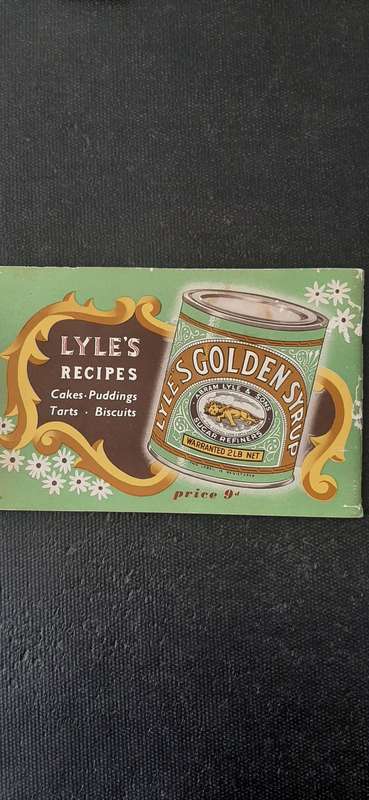 LYLE'S
RECIPES
Cakes · Puddings
Tarts · Biscuits
LYLE'S GOLDEN SYRUP
ABRAM LYLE & SONS
SUGAR REFINERS
WARRANTED 2LB NET
price 9d